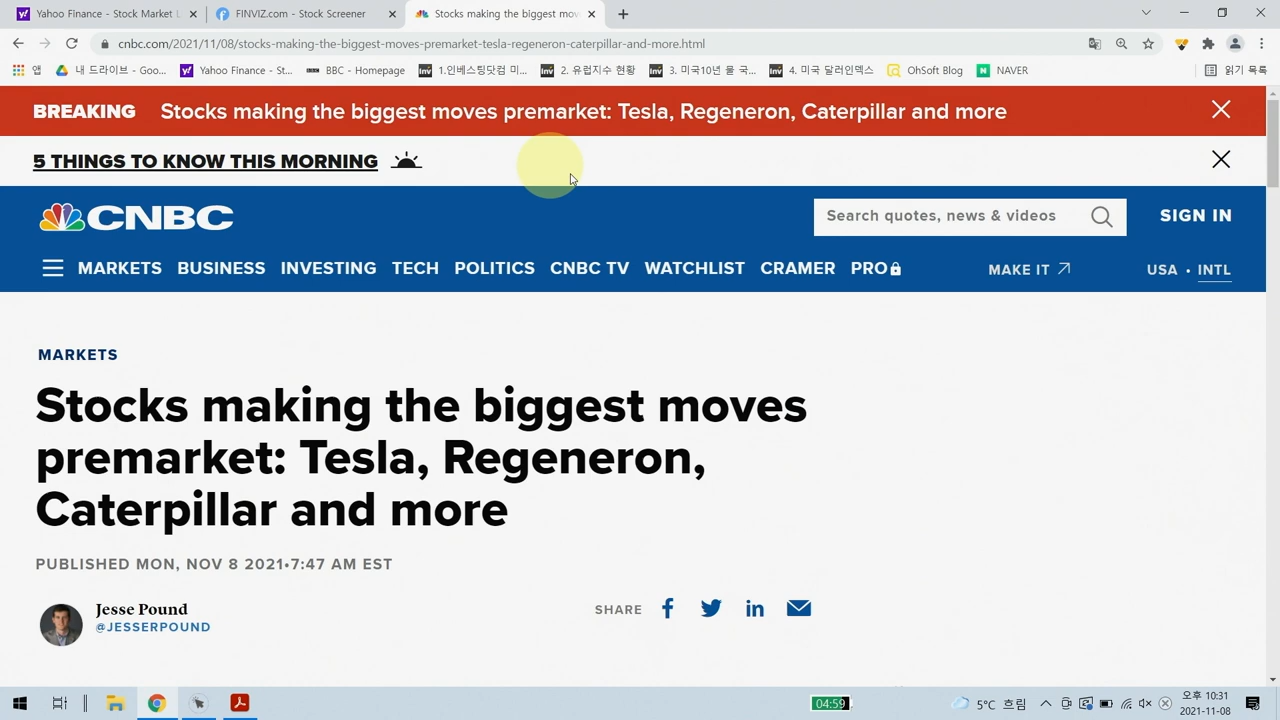 Yahoo Finance - Stock Market L
FINVIZ.com - Stock Screener
Stocks making the biggest mov
cnbc.com/2021/11/08/stocks-making-the-biggest-moves-premarket-tesla-regeneron-caterpillar-and-more.html
앱
내 드라이브 - Goo...
Yahoo Finance - St...
BBC - Homepage
1.인베스팅닷컴 미...
2. 유럽지수 현황
3. 미국10년 물 국...
4. 미국 달러인덱스
OhSoft Blog
NAVER
읽기 목록
BREAKING Stocks making the biggest moves premarket: Tesla, Regeneron, Caterpillar and more
5 THINGS TO KNOW THIS MORNING
CNBC
Search quotes, news & videos
SIGN IN
MARKETS BUSINESS INVESTING TECH POLITICS CNBC TV WATCHLIST CRAMER PRO
MAKE IT
USA • INTL
MARKETS
Stocks making the biggest moves
premarket: Tesla, Regeneron,
Caterpillar and more
PUBLISHED MON, NOV 8 2021•7:47 AM EST
Jesse Pound
@JESSERPOUND
SHARE
04:59
5°C 흐림
오후 10:31
2021-11-08